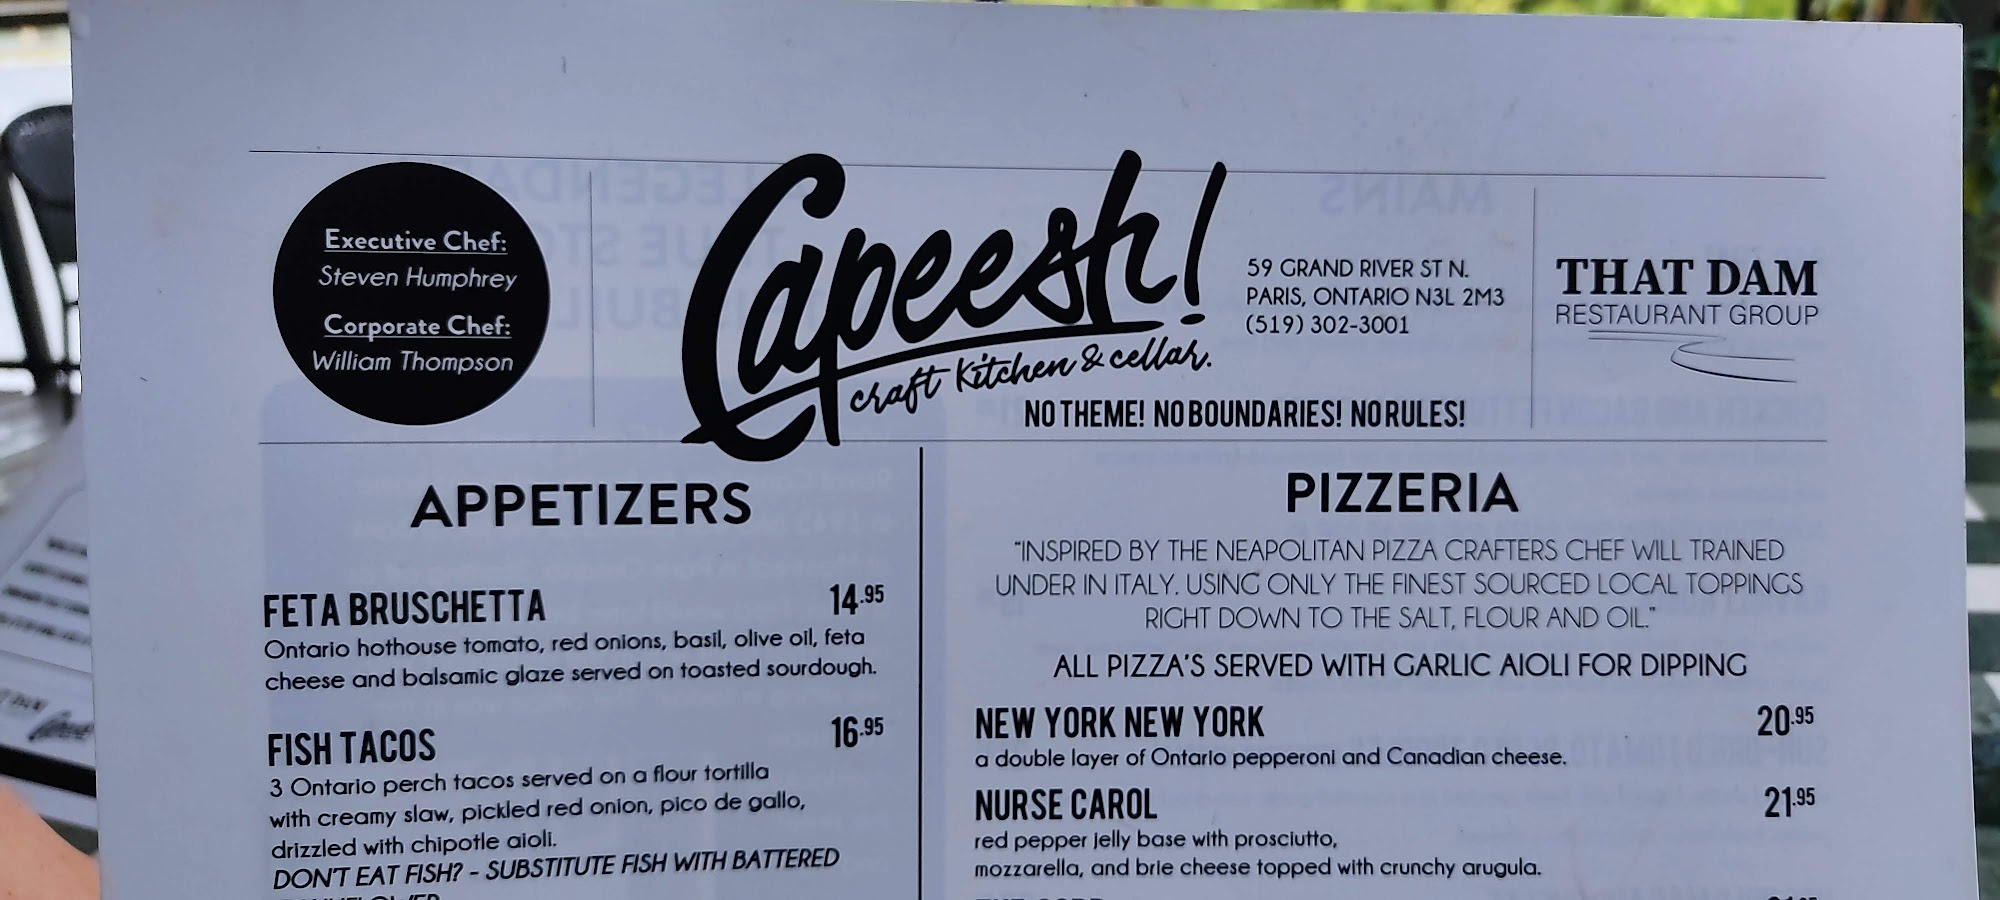 Executive Chef:
Steven Humphrey
Corporate Chef:
William Thompson
Capeesh!
craft Kitchen & cellar.
NO THEME! NO BOUNDARIES! NO RULES!
59 GRAND RIVER ST N.
PARIS, ONTARIO N3L 2M3
(519) 302-3001
THAT DAM
RESTAURANT GROUP
APPETIZERS
FETA BRUSCHETTA 14.95
Ontario hothouse tomato, red onions, basil, olive oil, feta
cheese and balsamic glaze served on toasted sourdough.
FISH TACOS 16.95
3 Ontario perch tacos served on a flour tortilla
with creamy slaw, pickled red onion, pico de gallo,
drizzled with chipotle aioli.
DON'T EAT FISH? - SUBSTITUTE FISH WITH BATTERED
PIZZERIA
"INSPIRED BY THE NEAPOLITAN PIZZA CRAFTERS CHEF WILL TRAINED
UNDER IN ITALY. USING ONLY THE FINEST SOURCED LOCAL TOPPINGS
RIGHT DOWN TO THE SALT, FLOUR AND OIL."
ALL PIZZA'S SERVED WITH GARLIC AIOLI FOR DIPPING
NEW YORK NEW YORK 20.95
a double layer of Ontario pepperoni and Canadian cheese.
NURSE CAROL 21.95
red pepper jelly base with prosciutto,
mozzarella, and brie cheese topped with crunchy arugula.